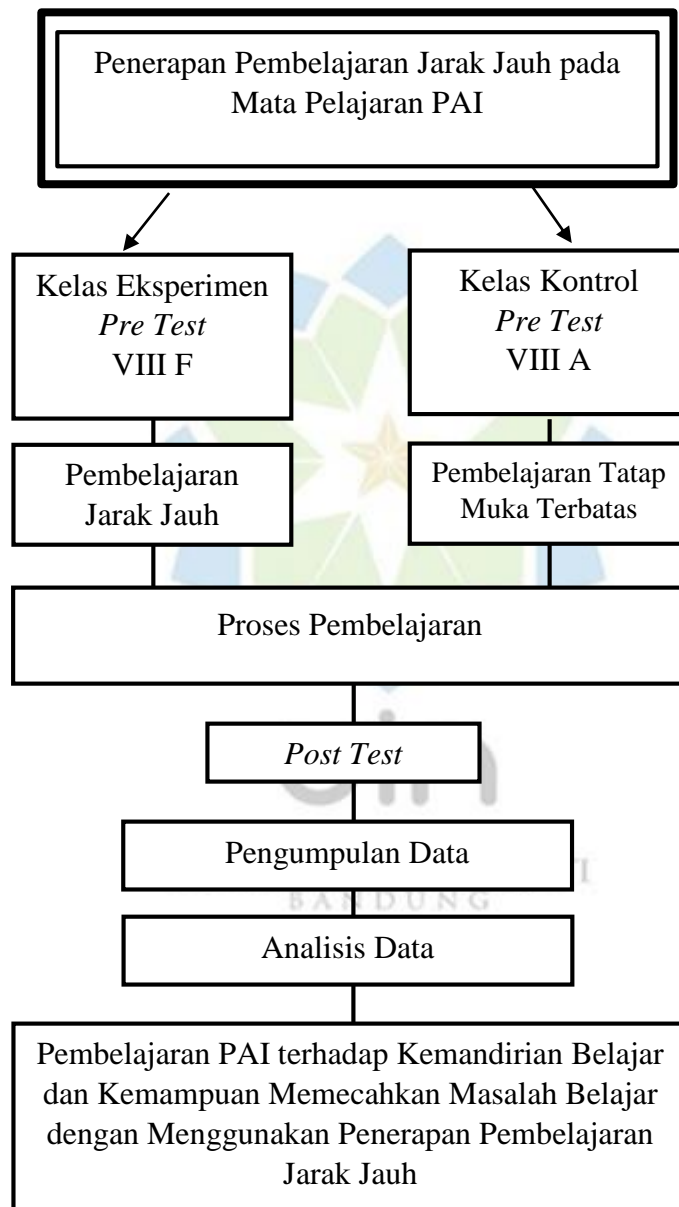 Penerapan Pembelajaran Jarak Jauh pada
Mata Pelajaran PAI
Kelas Eksperimen
Pre Test
VIII F
Kelas Kontrol
Pre Test
VIII A
Pembelajaran
Jarak Jauh
Pembelajaran Tatap
Muka Terbatas
Proses Pembelajaran
Post Test
Pengumpulan Data
BANDUNG
Analisis Data
Pembelajaran PAI terhadap Kemandirian Belajar
dan Kemampuan Memecahkan Masalah Belajar
dengan Menggunakan Penerapan Pembelajaran
Jarak Jauh